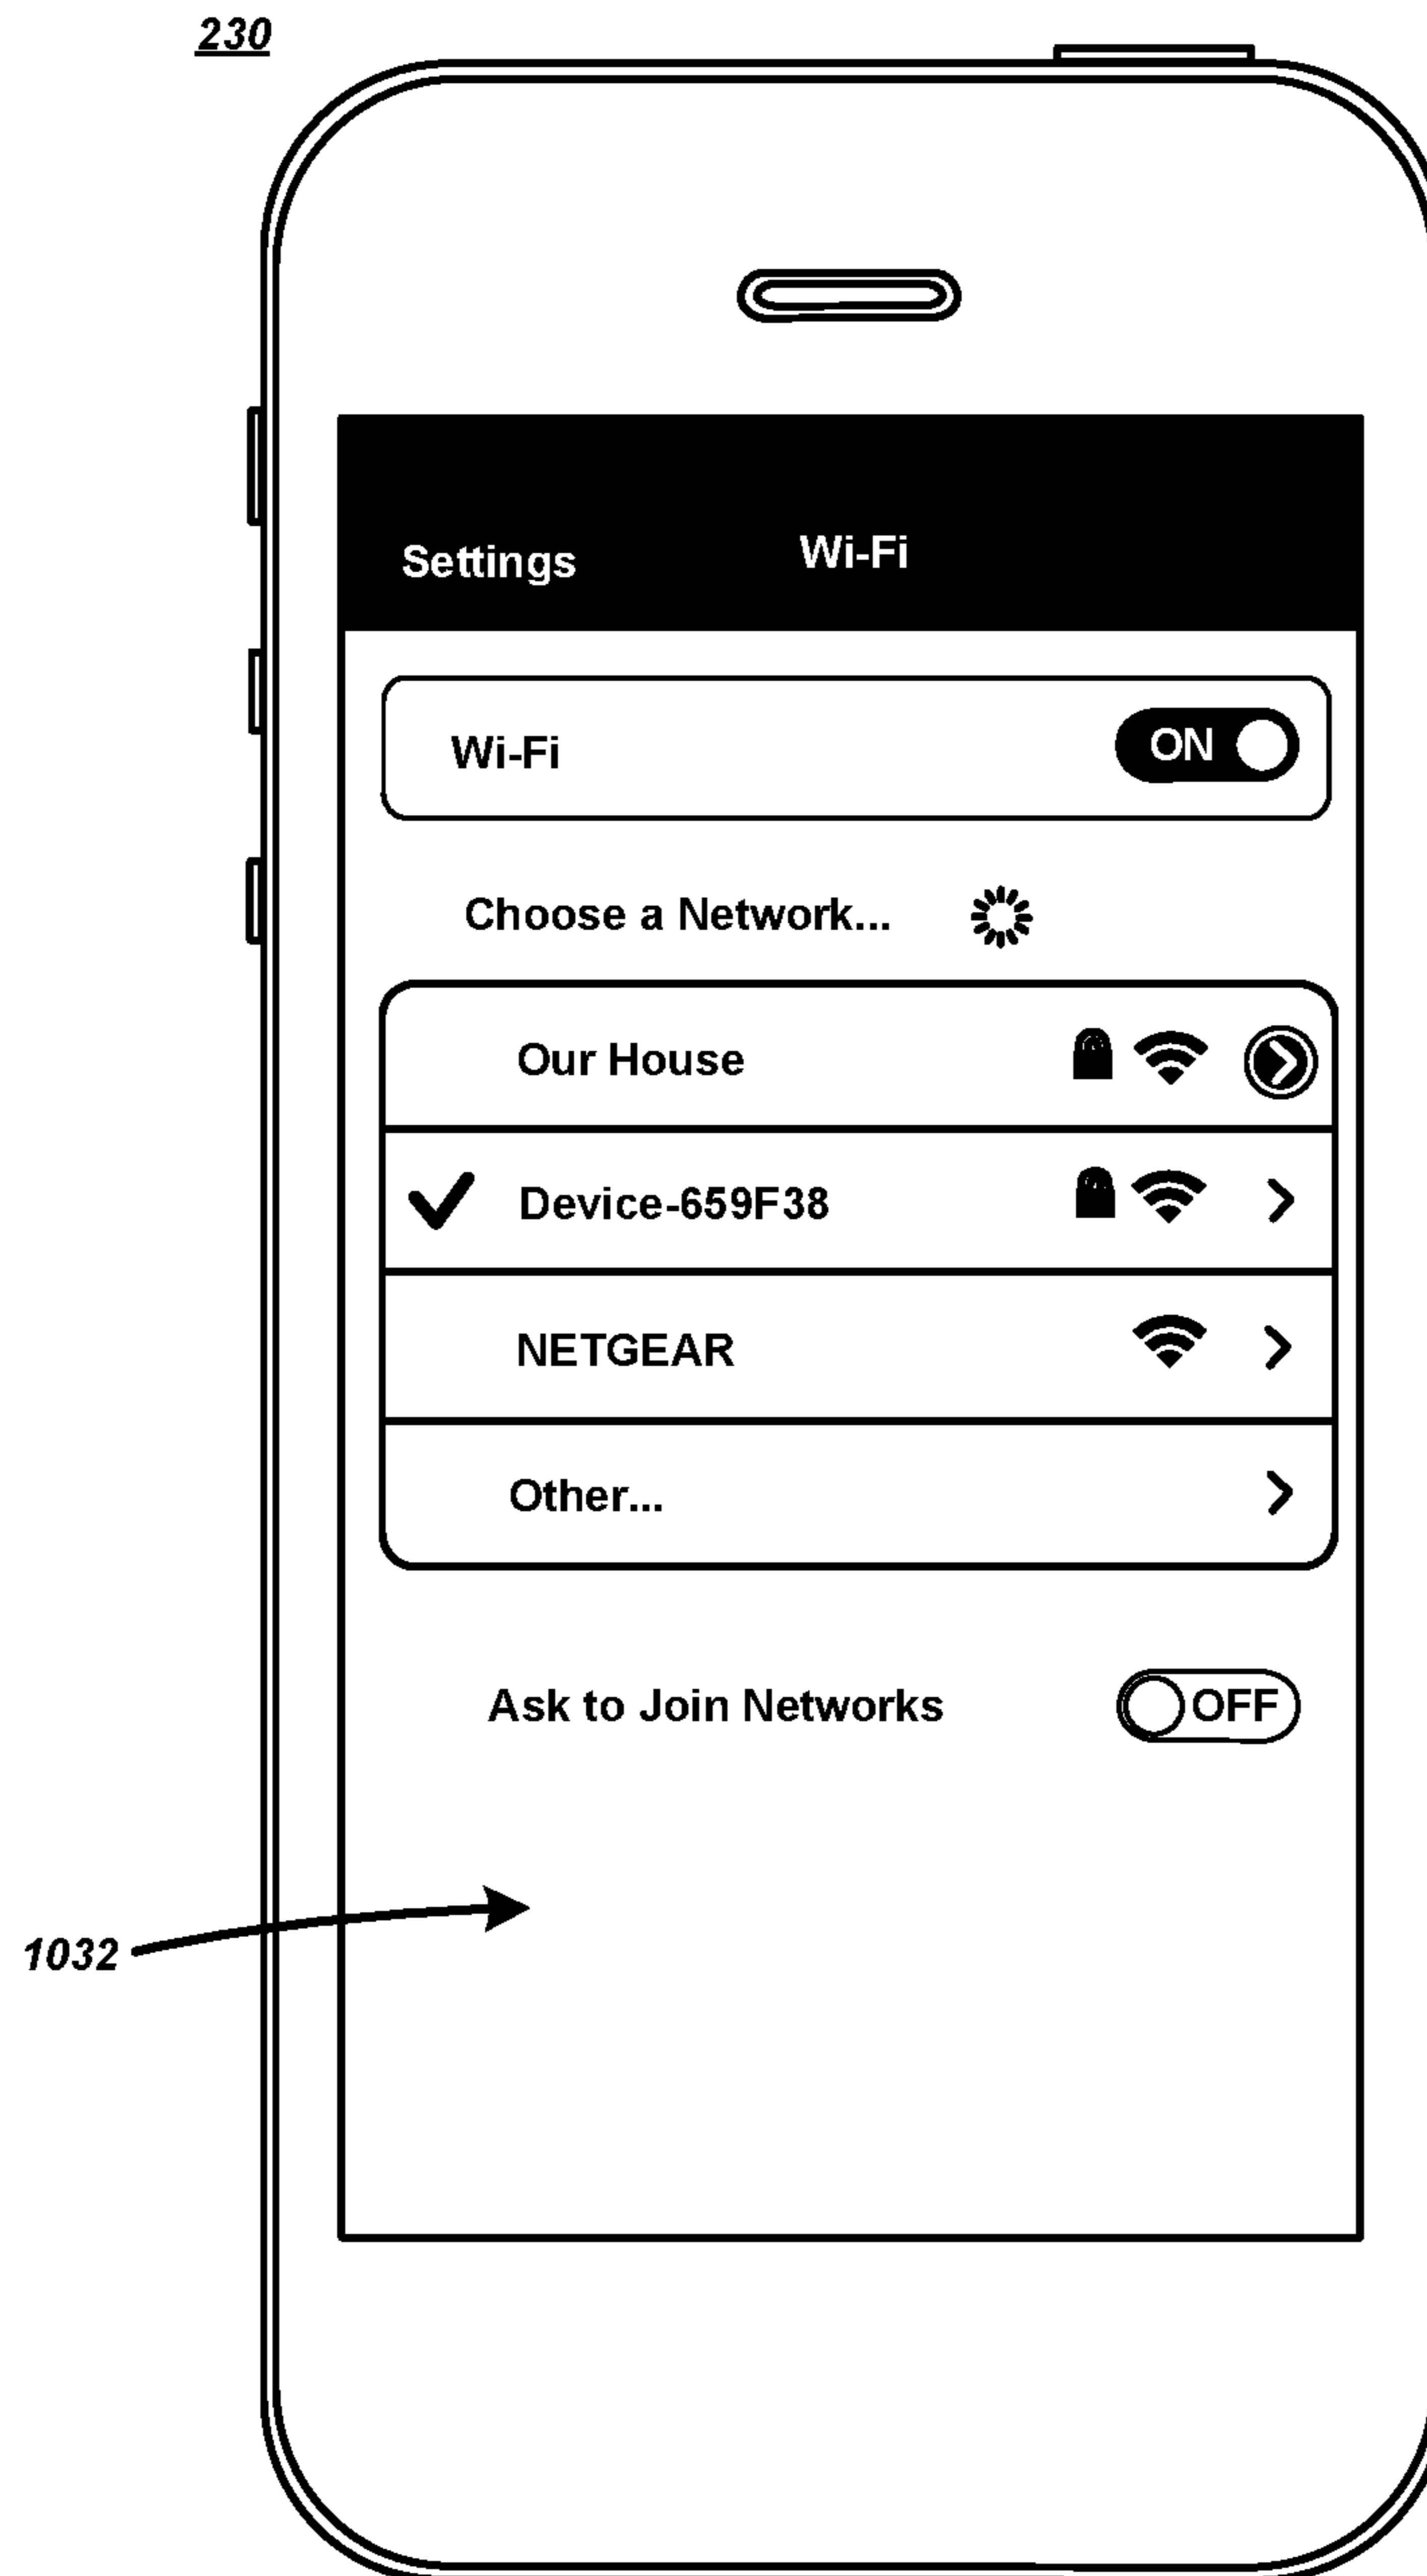 230
Settings Wi-Fi
Wi-Fi ON
Choose a Network...
Our House
Device-659F38
NETGEAR
Other...
Ask to Join Networks OFF
1032